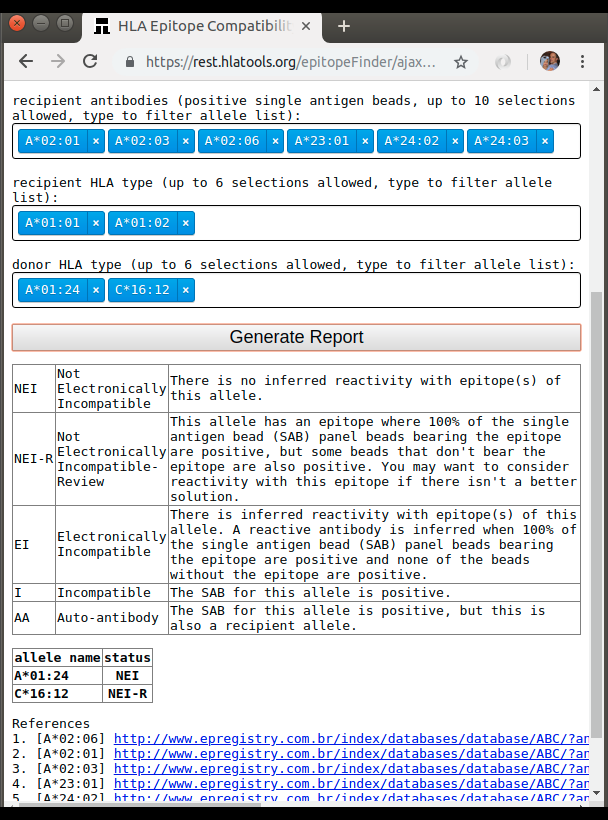 HLA Epitope Compatibilit
https://rest.hlatools.org/epitopeFinder/ajax...
recipient antibodies (positive single antigen beads, up to 10 selections
allowed, type to filter allele list):
A*02:01 × A*02:03 × A*02:06 × A*23:01 × A*24:02 × A*24:03 ×
recipient HLA type (up to 6 selections allowed, type to filter allele
list):
A*01:01 × A*01:02 ×
donor HLA type (up to 6 selections allowed, type to filter allele list):
A*01:24 × C*16:12 ×
Generate Report
NEI
Not
Electronically
Incompatible
There is no inferred reactivity with epitope(s) of
this allele.
NEI-R
Not
Electronically
Incompatible-
Review
This allele has an epitope where 100% of the single
antigen bead (SAB) panel beads bearing the epitope
are positive, but some beads that don't bear the
epitope are also positive. You may want to consider
reactivity with this epitope if there isn't a better
solution.
EI
Electronically
Incompatible
There is inferred reactivity with epitope(s) of this
allele. A reactive antibody is inferred when 100% of
the single antigen bead (SAB) panel beads bearing
the epitope are positive and none of the beads
without the epitope are positive.
I Incompatible The SAB for this allele is positive.
AA Auto-antibody
The SAB for this allele is positive, but this is
also a recipient allele.
allele name status
A*01:24 NEI
C*16:12 NEI-R
References
1. [A*02:06] http://www.epregistry.com.br/index/databases/database/ABC/?an
2. [A*02:01] http://www.epregistry.com.br/index/databases/database/ABC/?an
3. [A*02:03] http://www.epregistry.com.br/index/databases/database/ABC/?an
4. [A*23:01] http://www.epregistry.com.br/index/databases/database/ABC/?an
5. [A*24:02] http://www.epregistry.com.br/index/databases/database/ABC/?an